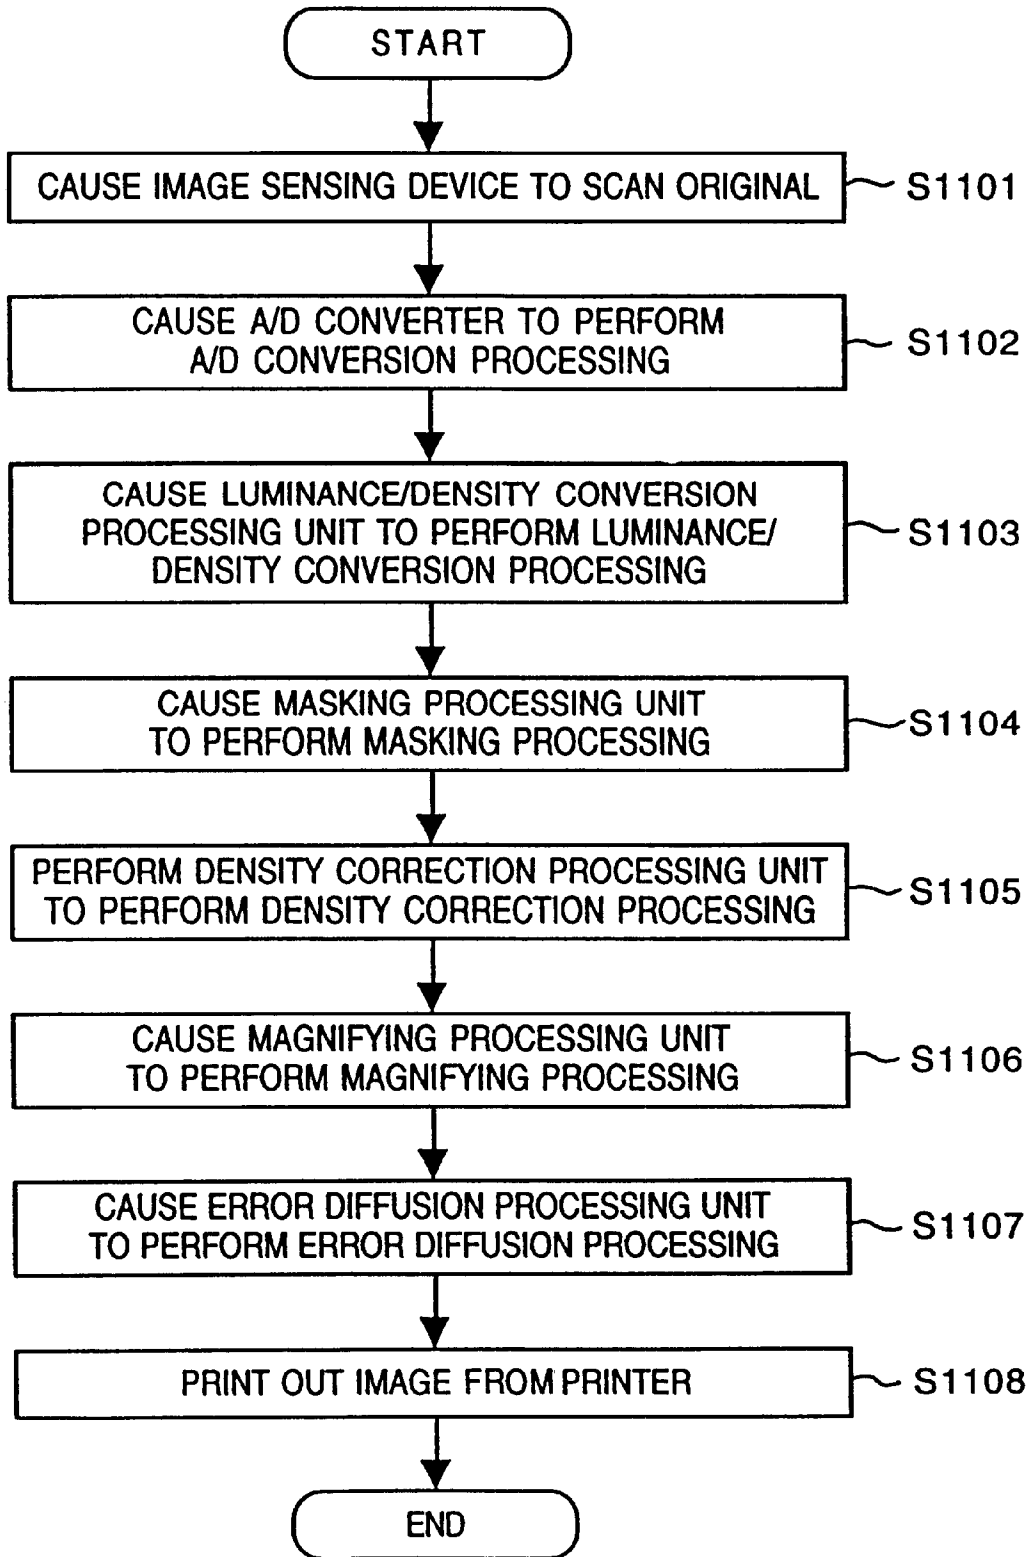 START
CAUSE IMAGE SENSING DEVICE TO SCAN ORIGINAL
S1101
CAUSE A/D CONVERTER TO PERFORM
A/D CONVERSION PROCESSING
S1102
CAUSE LUMINANCE/DENSITY CONVERSION
PROCESSING UNIT TO PERFORM LUMINANCE/
DENSITY CONVERSION PROCESSING
S1103
CAUSE MASKING PROCESSING UNIT
TO PERFORM MASKING PROCESSING
S1104
PERFORM DENSITY CORRECTION PROCESSING UNIT
TO PERFORM DENSITY CORRECTION PROCESSING
S1105
CAUSE MAGNIFYING PROCESSING UNIT
TO PERFORM MAGNIFYING PROCESSING
S1106
CAUSE ERROR DIFFUSION PROCESSING UNIT
TO PERFORM ERROR DIFFUSION PROCESSING
S1107
PRINT OUT IMAGE FROM PRINTER
S1108
END